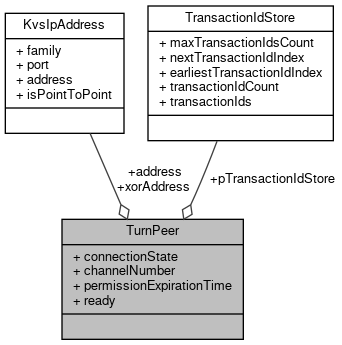 KvsIpAddress
+ family
+ port
+ address
+ isPointToPoint
TransactionIdStore
+ maxTransactionIdsCount
+ nextTransactionIdIndex
+ earliestTransactionIdIndex
+ transactionIdCount
+ transactionIds
+address
+xorAddress
+pTransactionIdStore
TurnPeer
+ connectionState
+ channelNumber
+ permissionExpirationTime
+ ready